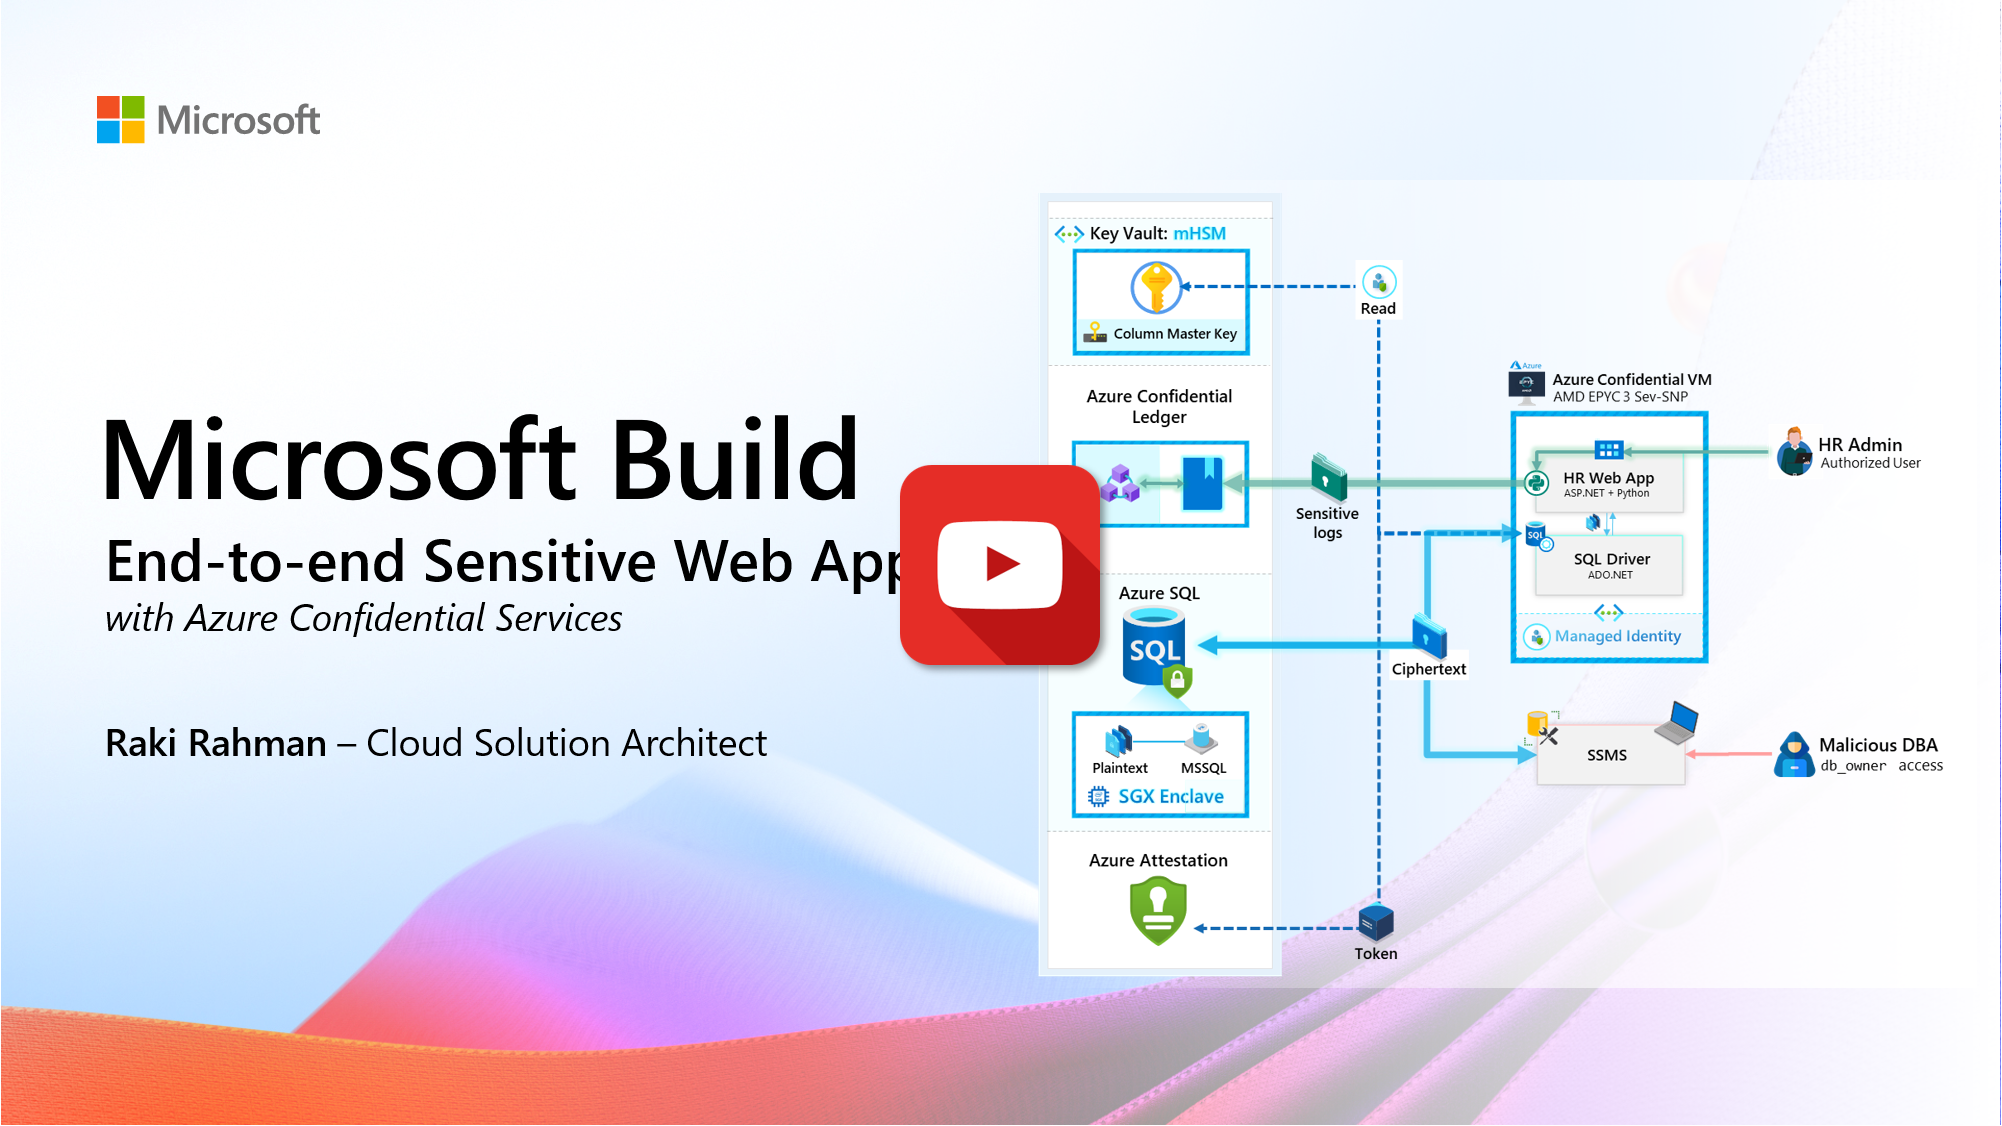 Microsoft
Microsoft Build
End-to-end Sensitive Web App
with Azure Confidential Services
Raki Rahman – Cloud Solution Architect
Key Vault: mHSM
Column Master Key
Azure Confidential
Ledger
Azure SQL
SQL
Plaintext
MSSQL
SGX Enclave
Azure Attestation
Read
Sensitive
logs
Ciphertext
Token
Azure
Azure Confidential VM
AMD EPYC 3 Sev-SNP
HR Web App
ASP.NET + Python
SQL
SQL Driver
ADO.NET
Managed Identity
SSMS
HR Admin
Authorized User
Malicious DBA
db_owner access